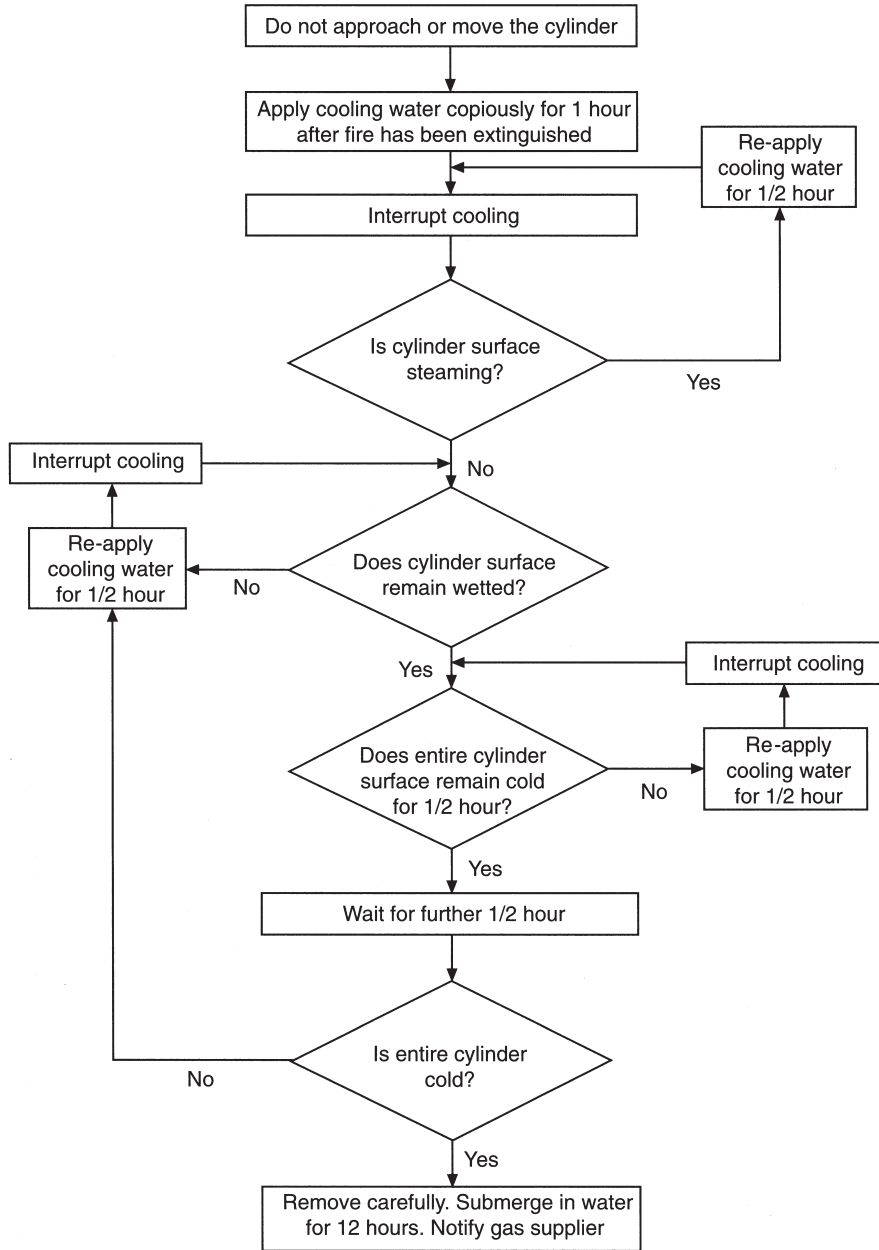 Do not approach or move the cylinder
Apply cooling water copiously for 1 hour
after fire has been extinguished
Re-apply
cooling water
for 1/2 hour
Interrupt cooling
Is cylinder surface
steaming?
Yes
Interrupt cooling
No
Re-apply
cooling water
for 1/2 hour
No
Does cylinder surface
remain wetted?
Yes
Interrupt cooling
Does entire cylinder
surface remain cold
for 1/2 hour?
No
Re-apply
cooling water
for 1/2 hour
Yes
Wait for further 1/2 hour
Is entire cylinder
cold?
No
Yes
Remove carefully. Submerge in water
for 12 hours. Notify gas supplier